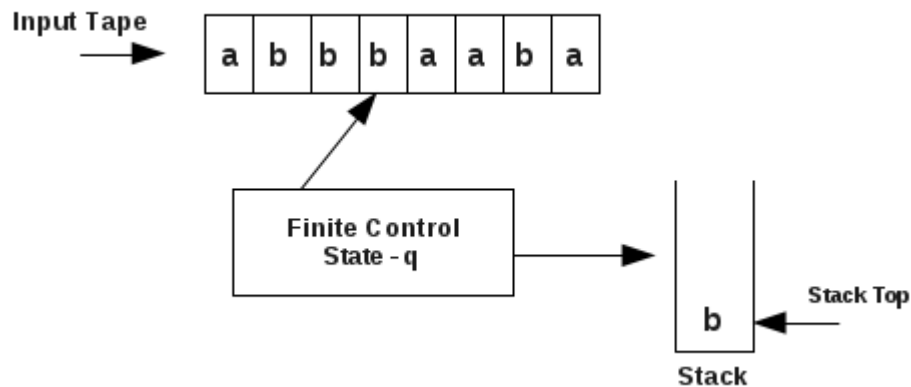 Input Tape
a b b b a a b a
Finite Control
State - q
Stack Top
b
Stack